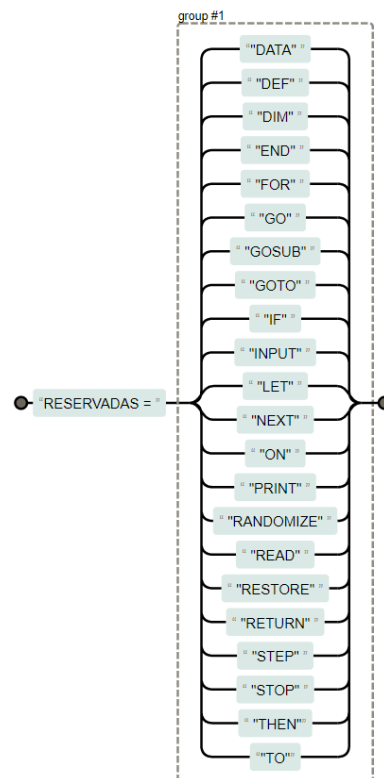 group #1
“"DATA" ”
“ "DEF" ”
“ "DIM" ”
“ "END" ”
“ "FOR" ”
“ "GO" ”
“ "GOSUB" ”
“ "GOTO" ”
“ "IF" ”
“ "INPUT" ”
“ "LET" ”
“RESERVADAS = ”
“ "NEXT" ”
“ "ON" ”
“ "PRINT" ”
“ "RANDOMIZE" ”
“ "READ" ”
“ "RESTORE" ”
“ "RETURN" ”
“ "STEP" ”
“ "STOP" ”
“ "THEN" ”
“ "TO"”